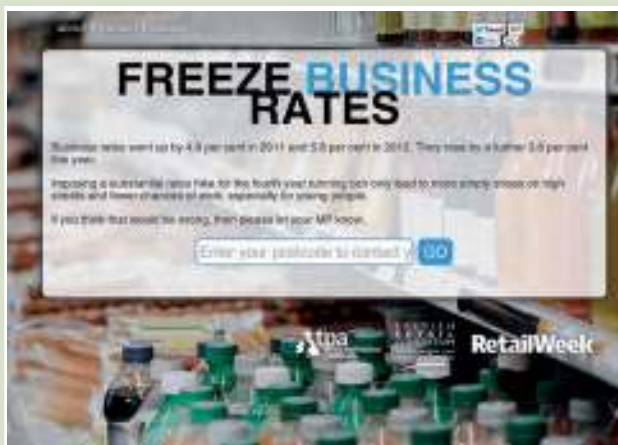 FREEZE BUSINESS
RATES
Business rates went up by 4.6 per cent in 2011 and 5.6 per cent in 2012. They rose by a further 2.6 per cent
this year.
Imposing a substantial rates hike for the fourth year running can only lead to more empty stores on high
streets and fewer chances of work, especially for young people.
If you think that would be wrong, then please let your MP know.
Enter your postcode to contact y
GO
tpa
RetailWeek